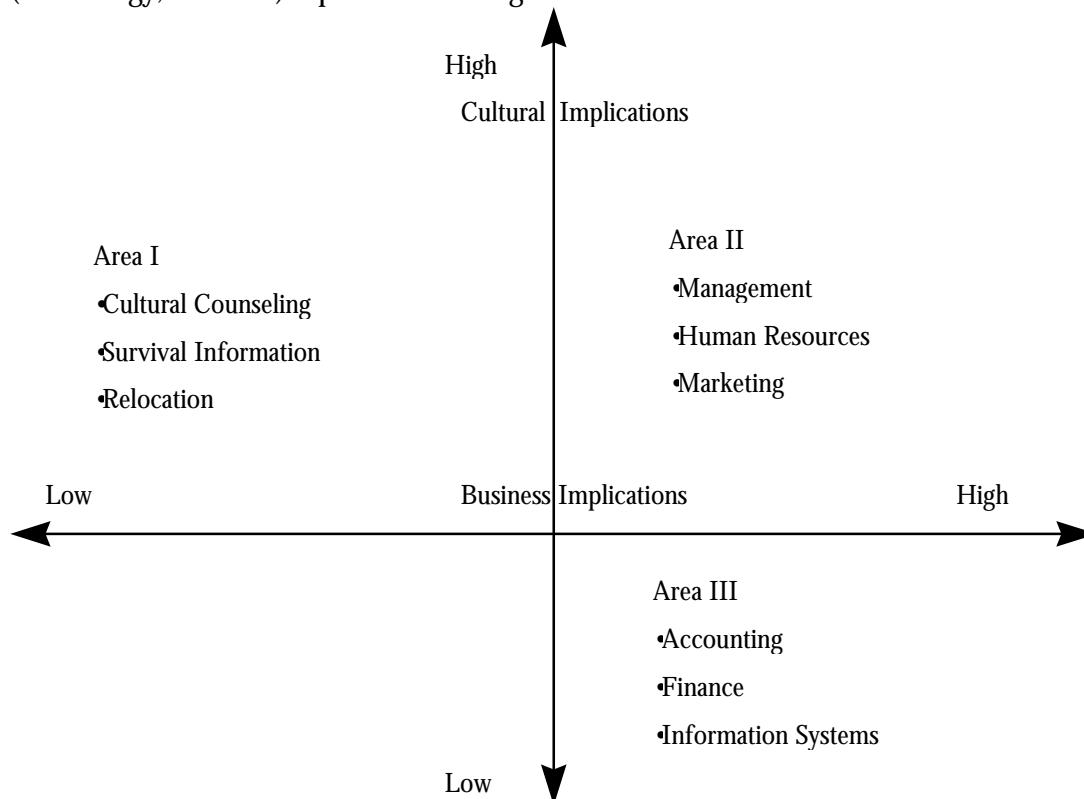 High
Cultural Implications
Area I
•Cultural Counseling
•Survival Information
•Relocation
Area II
•Management
•Human Resources
•Marketing
Low
Business Implications
High
Area III
•Accounting
•Finance
•Information Systems
Low